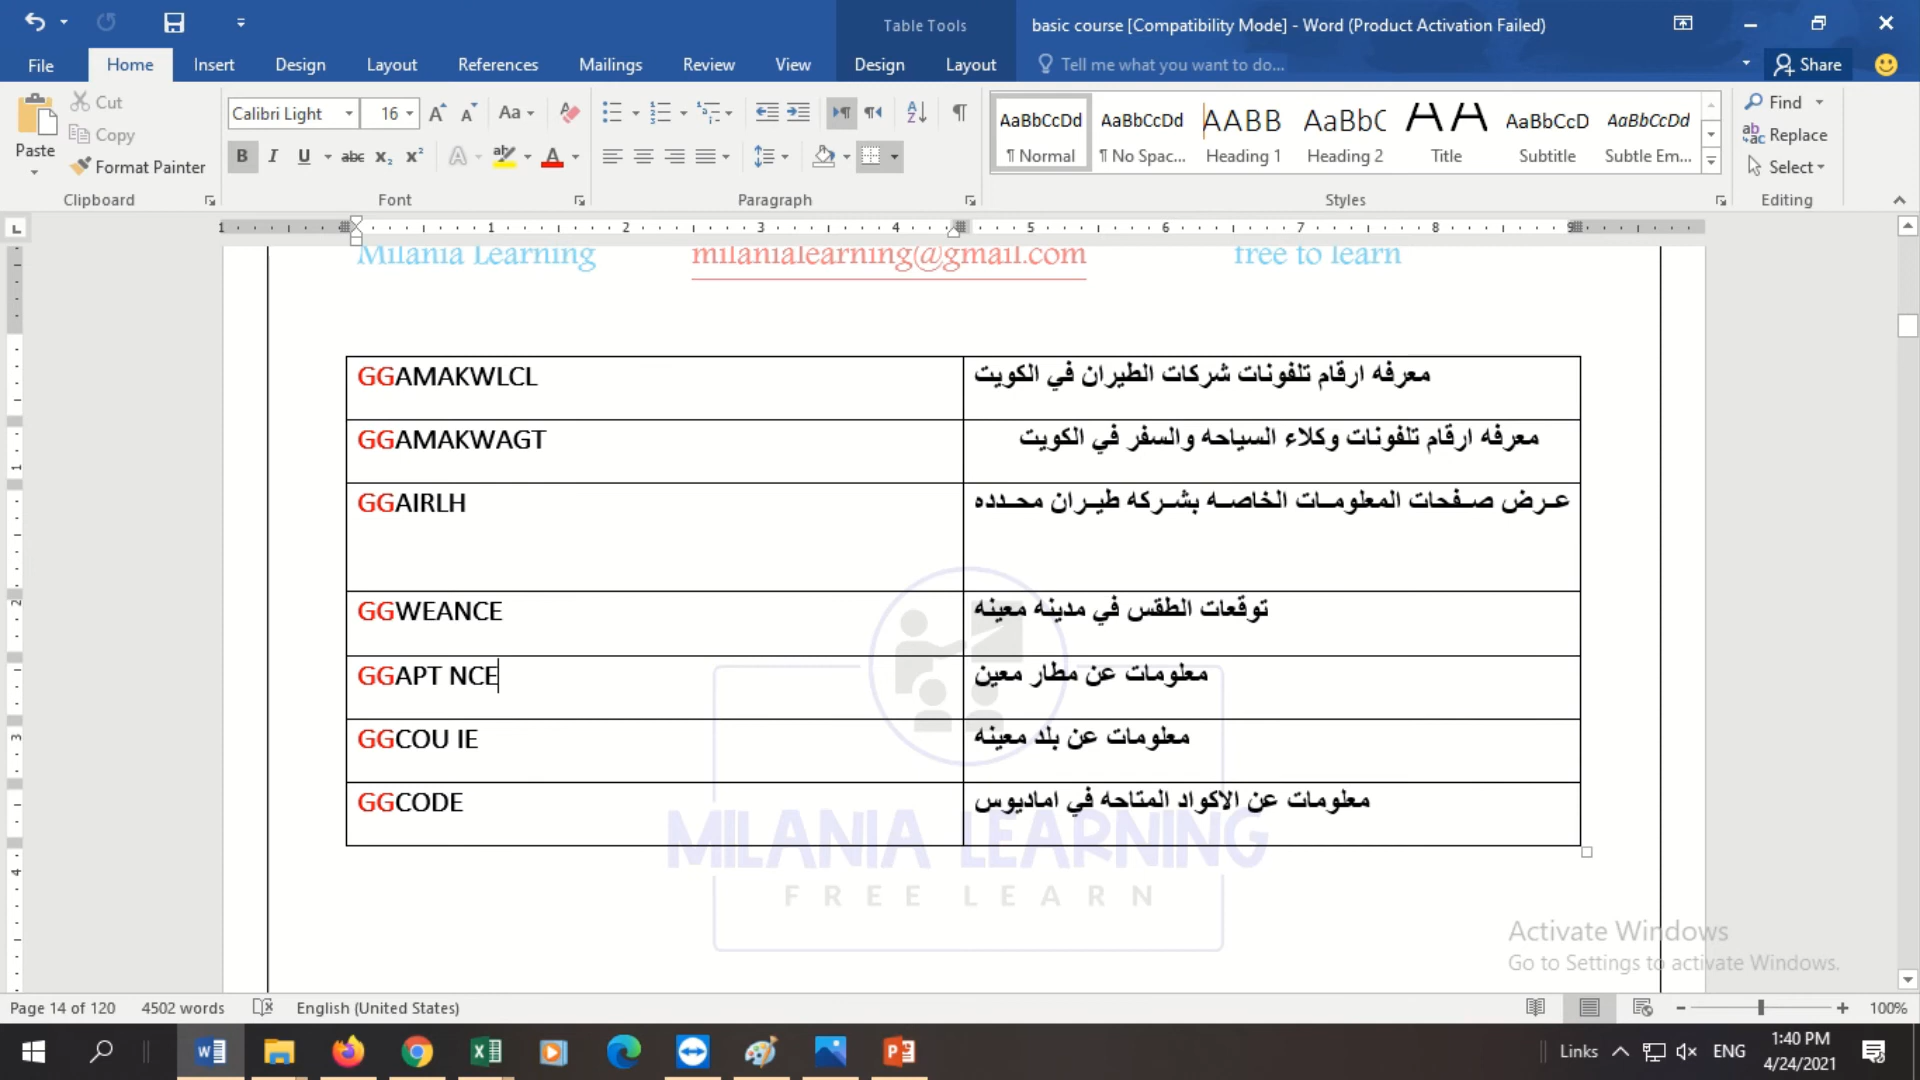 Table Tools
basic course [Compatibility Mode] - Word (Product Activation Failed)
File Home Insert Design Layout References Mailings Review View Design Layout Tell me what you want to do... Share
Paste
Cut
Copy
Format Painter
Clipboard
Calibri Light 16
Font
Paragraph
AaBbCcDd AaBbCcDd AABB AaBbC AA AaBbCcD AaBbCcDd
¶ Normal ¶ No Spac... Heading 1 Heading 2 Title Subtitle Subtle Em...
Styles
Find
Replace
Select
Editing
Milania Learning milanialearning@gmail.com free to learn
GGAMAKWLCL معرفه ارقام تلفونات شركات الطيران في الكويت
GGAMAKWAGT معرفه ارقام تلفونات وكلاء السياحه والسفر في الكويت
GGAIRLH عـرض صـفحات المعلومـات الخاصـه بشـركه طيـران محـدده
GGWEANCE توقعات الطقس في مدينه معينه
GGAPT NCE معلومات عن مطار معين
GGCOU IE معلومات عن بلد معينه
GGCODE معلومات عن الاكواد المتاحه في اماديوس
MILANIA LEARNING
FREE LEARN
Activate Windows
Go to Settings to activate Windows.
Page 14 of 120 4502 words English (United States) 100%
Links ENG 1:40 PM
4/24/2021